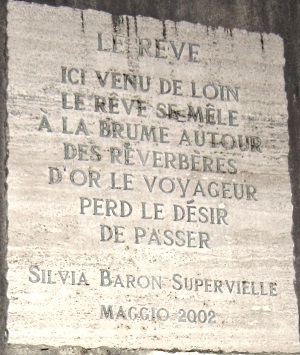 LE RÊVE
ICI VENU DE LOIN
LE RÊVE SE MÊLE
À LA BRUME AUTOUR
DES RÉVERBÈRES
D'OR LE VOYAGEUR
PERD LE DÉSIR
DE PASSER
SILVIA BARON SUPERVIELLE
MAGGIO 2002